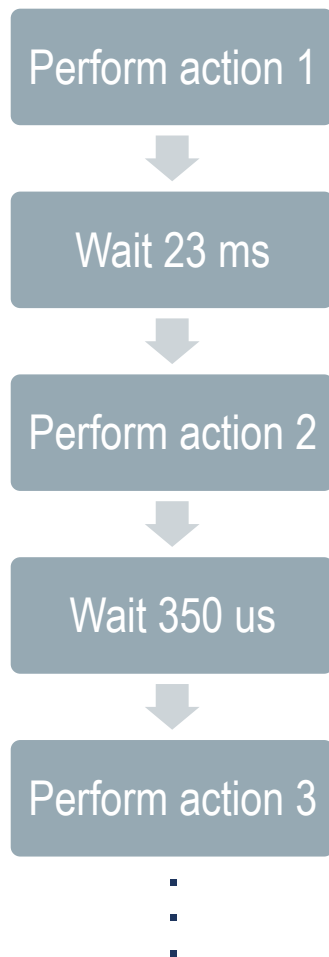 Perform action 1
Wait 23 ms
Perform action 2
Wait 350 us
Perform action 3